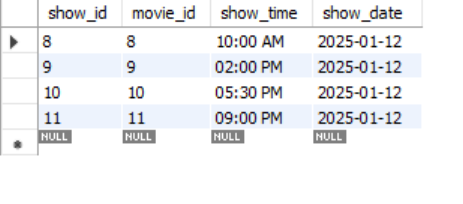 show_id movie_id show_time show_date
8 8 10:00 AM 2025-01-12
9 9 02:00 PM 2025-01-12
10 10 05:30 PM 2025-01-12
11 11 09:00 PM 2025-01-12
NULL NULL NULL NULL